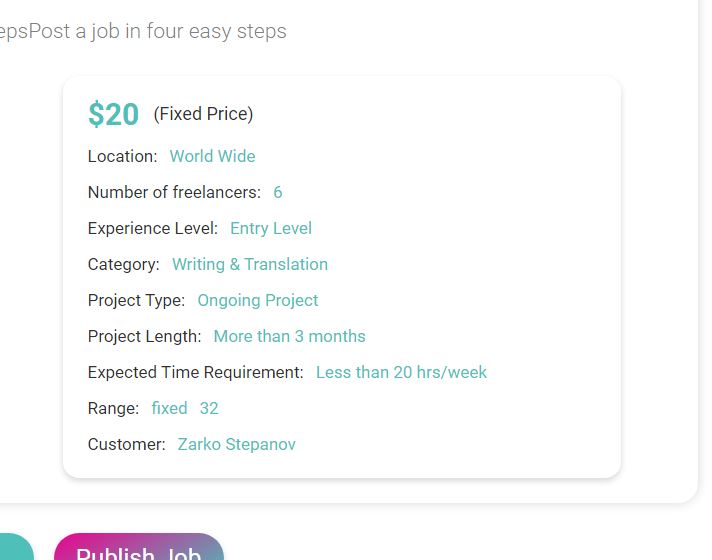 epsPost a job in four easy steps
$20 (Fixed Price)
Location: World Wide
Number of freelancers: 6
Experience Level: Entry Level
Category: Writing & Translation
Project Type: Ongoing Project
Project Length: More than 3 months
Expected Time Requirement: Less than 20 hrs/week
Range: fixed 32
Customer: Zarko Stepanov
Publish Job